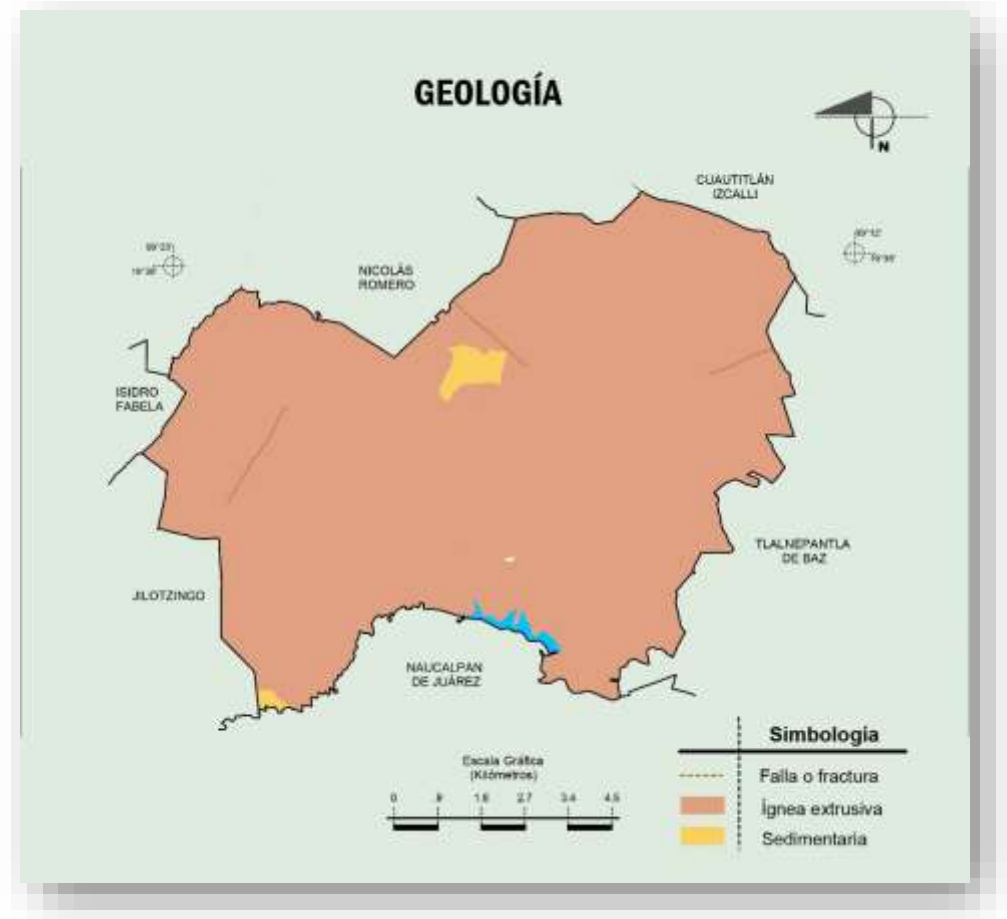 GEOLOGÍA
N
CUAUTITLÁN
IZCALLI
NICOLÁS
ROMERO
ISIDRO
FABELA
TLALNEPANTLA
DE BAZ
JILOTZINGO
NAUCALPAN
DE JUÁREZ
Escala Gráfica
(Kilómetros)
0 .9 1.8 2.7 3.4 4.5
Simbología
Falla o fractura
Ígnea extrusiva
Sedimentaria